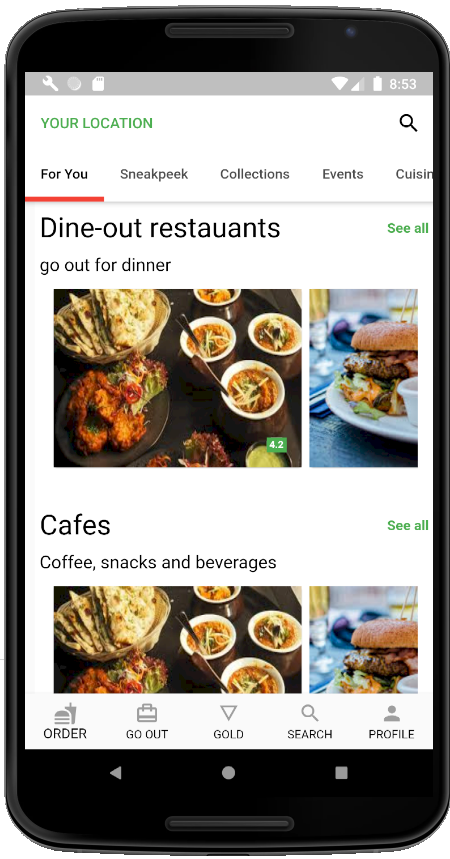 8:53
YOUR LOCATION
For You Sneakpeek Collections Events Cuisin
Dine-out restauants See all
go out for dinner
4.2
Cafes See all
Coffee, snacks and beverages
ORDER GO OUT GOLD SEARCH PROFILE